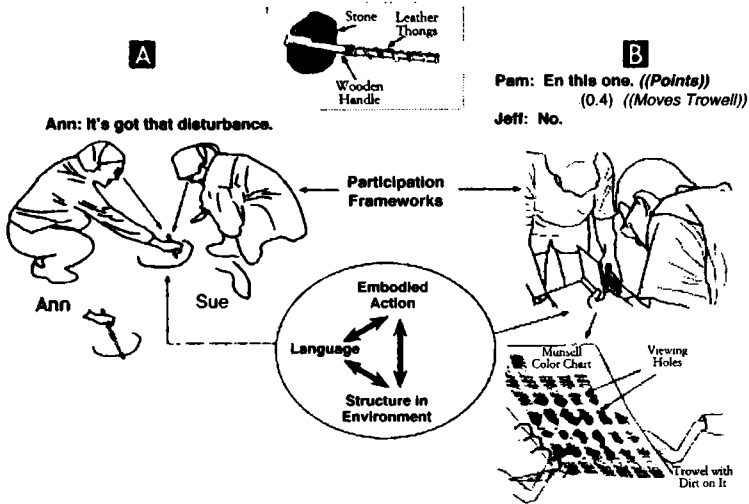 Stone
Leather
Thongs
Wooden
Handle
A
B
Pam: En this one. ((Points))
(0.4) ((Moves Trowell))
Jeff: No.
Ann: It's got that disturbance.
Participation
Frameworks
Ann
Sue
Embodied
Action
Language
Structure in
Environment
Munsell
Color Chart
Viewing
Holes
Trowel with
Dirt on It